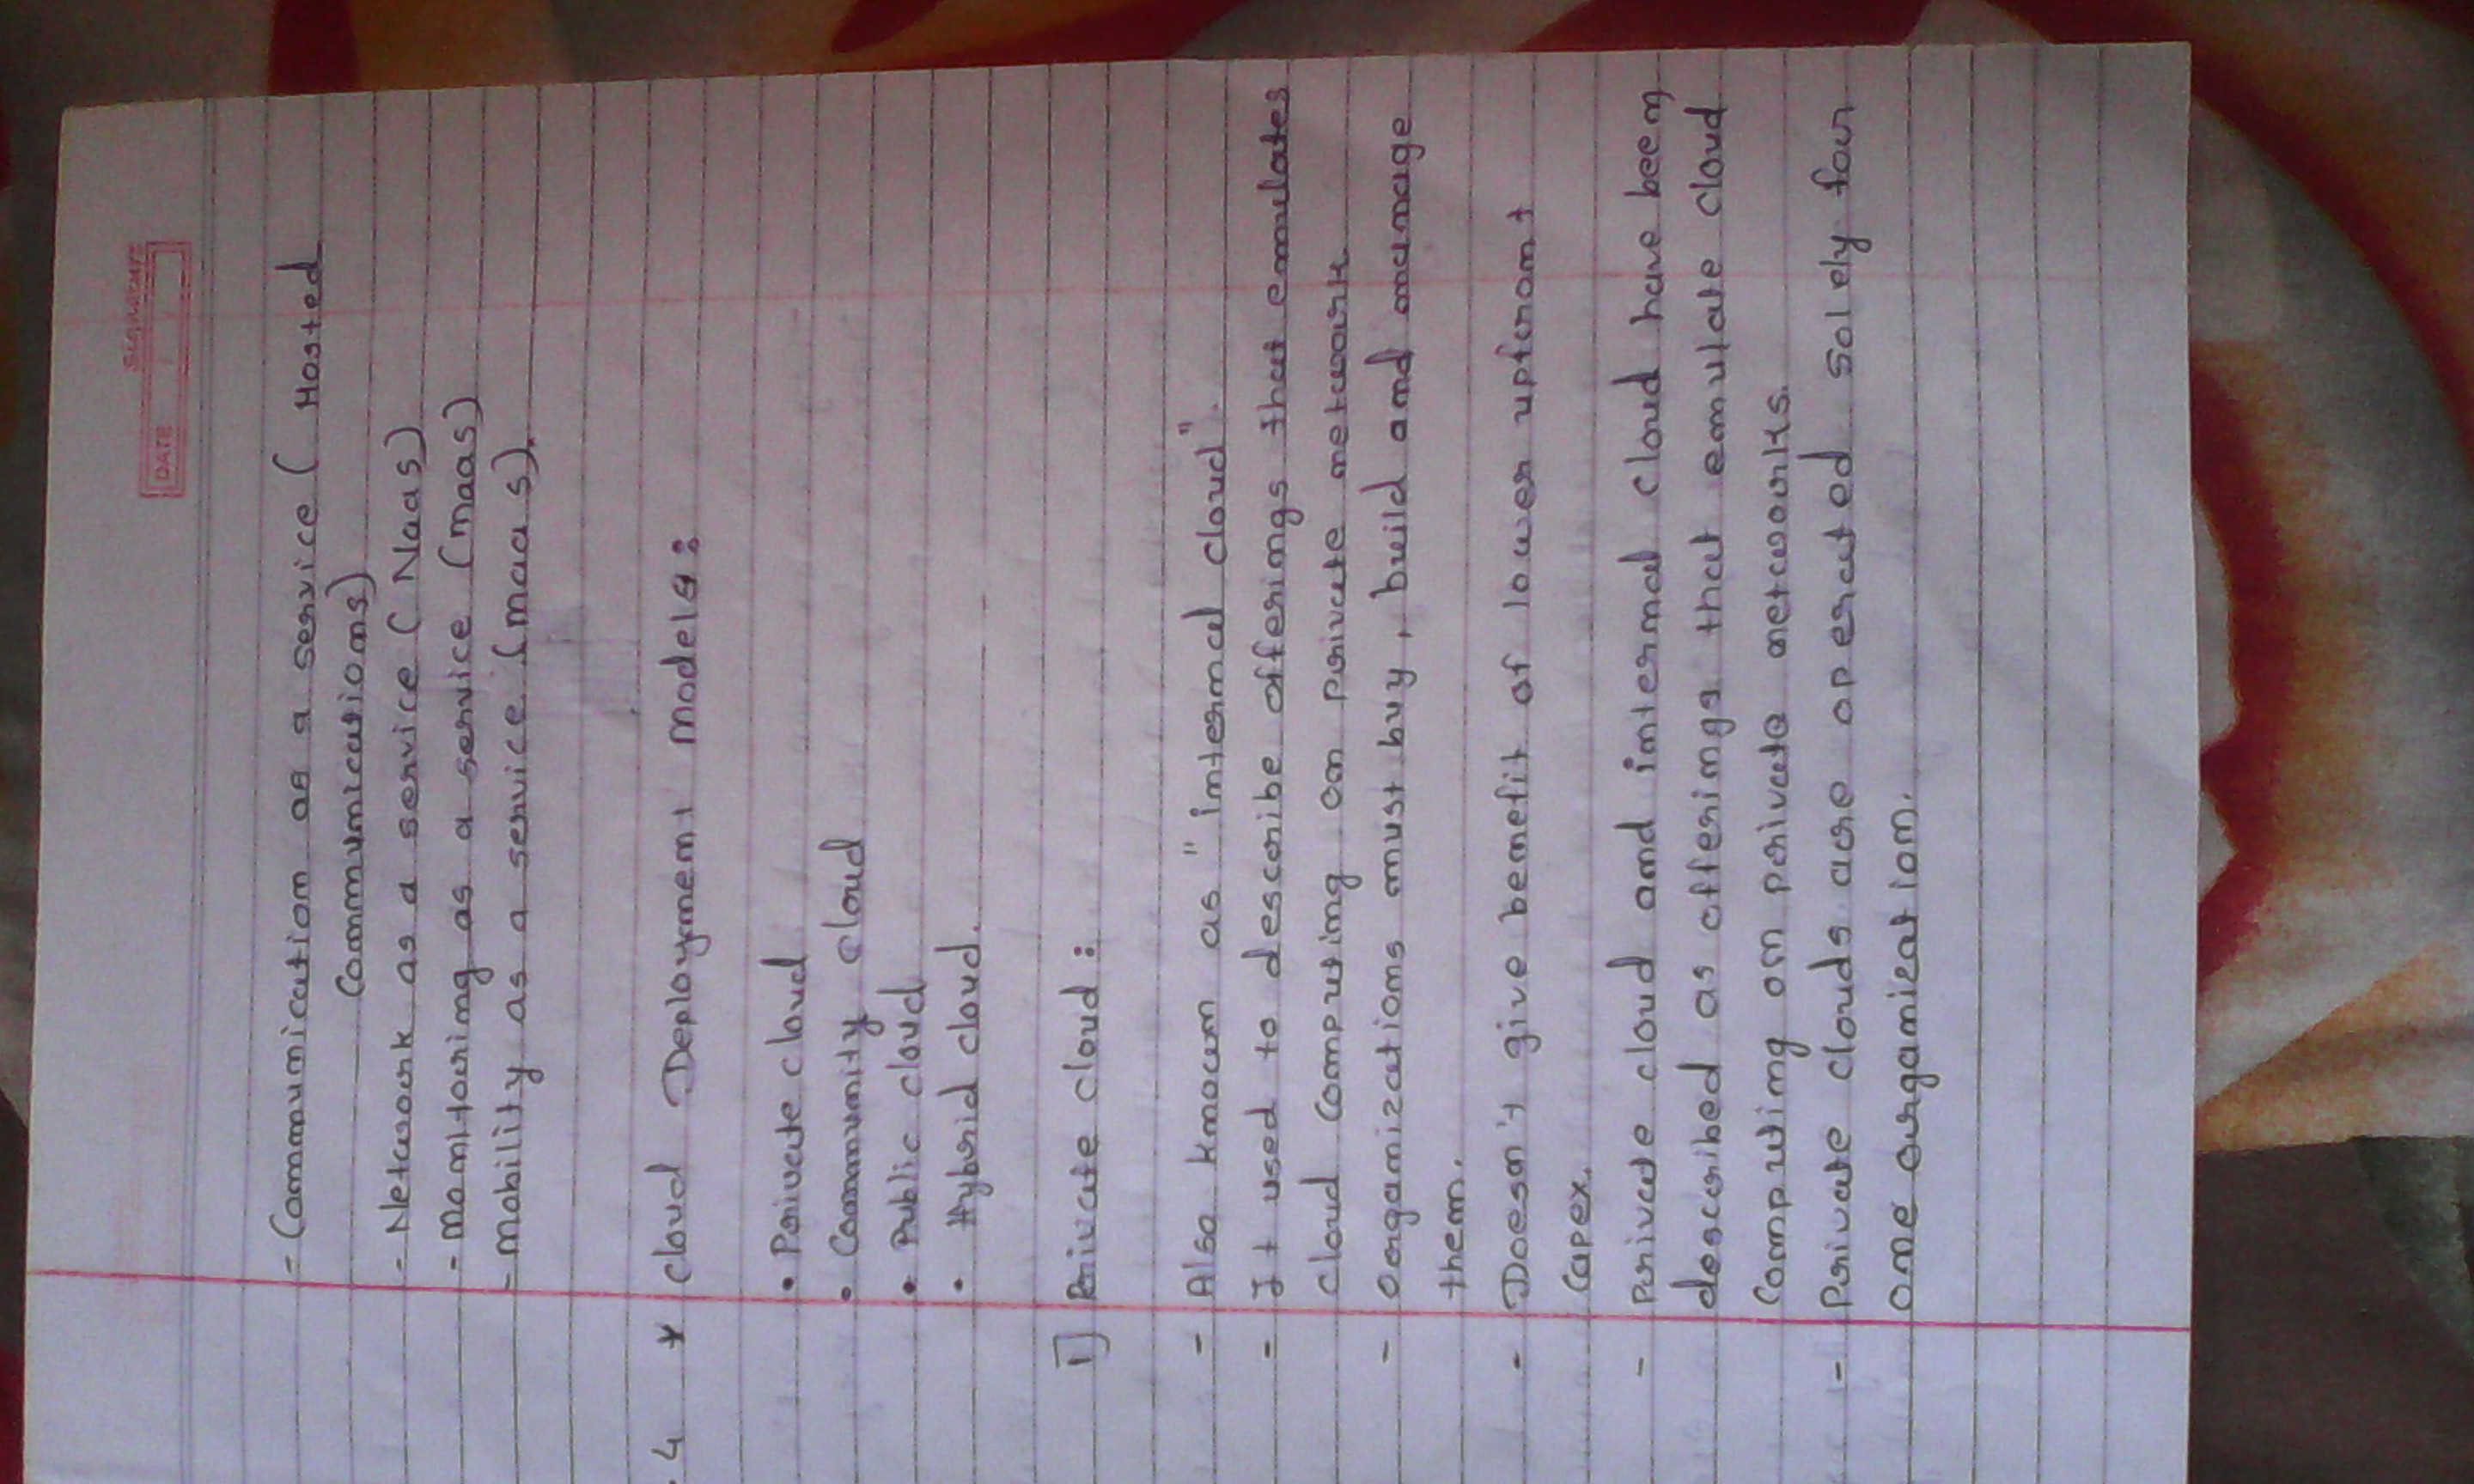 Signature
DATE / /
- Communication as a service ( Hosted
Communications)
- Network as a service ( Naas)
- Monitoring as a service (maas)
- Mobility as a service (maas).
.4 * cloud Deployment Models:
• Private cloud
• Community cloud
• Public cloud
• Hybrid cloud.
1] Private cloud :
- Also known as "internal cloud".
- It used to describe offerings that emulates
cloud computing on private network
- Organizations must buy, build and manage
them.
- Doesn't give benefit of lower upfront
Capex.
- private cloud and internal cloud have been
described as offerings that emulate cloud
computing on private networks.
- Private clouds are operated solely for
one organization.